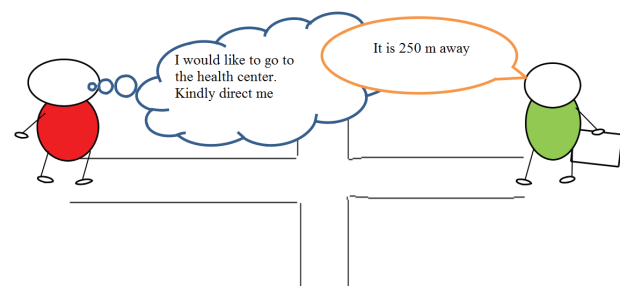 I would like to go to
the health center.
Kindly direct me
It is 250 m away